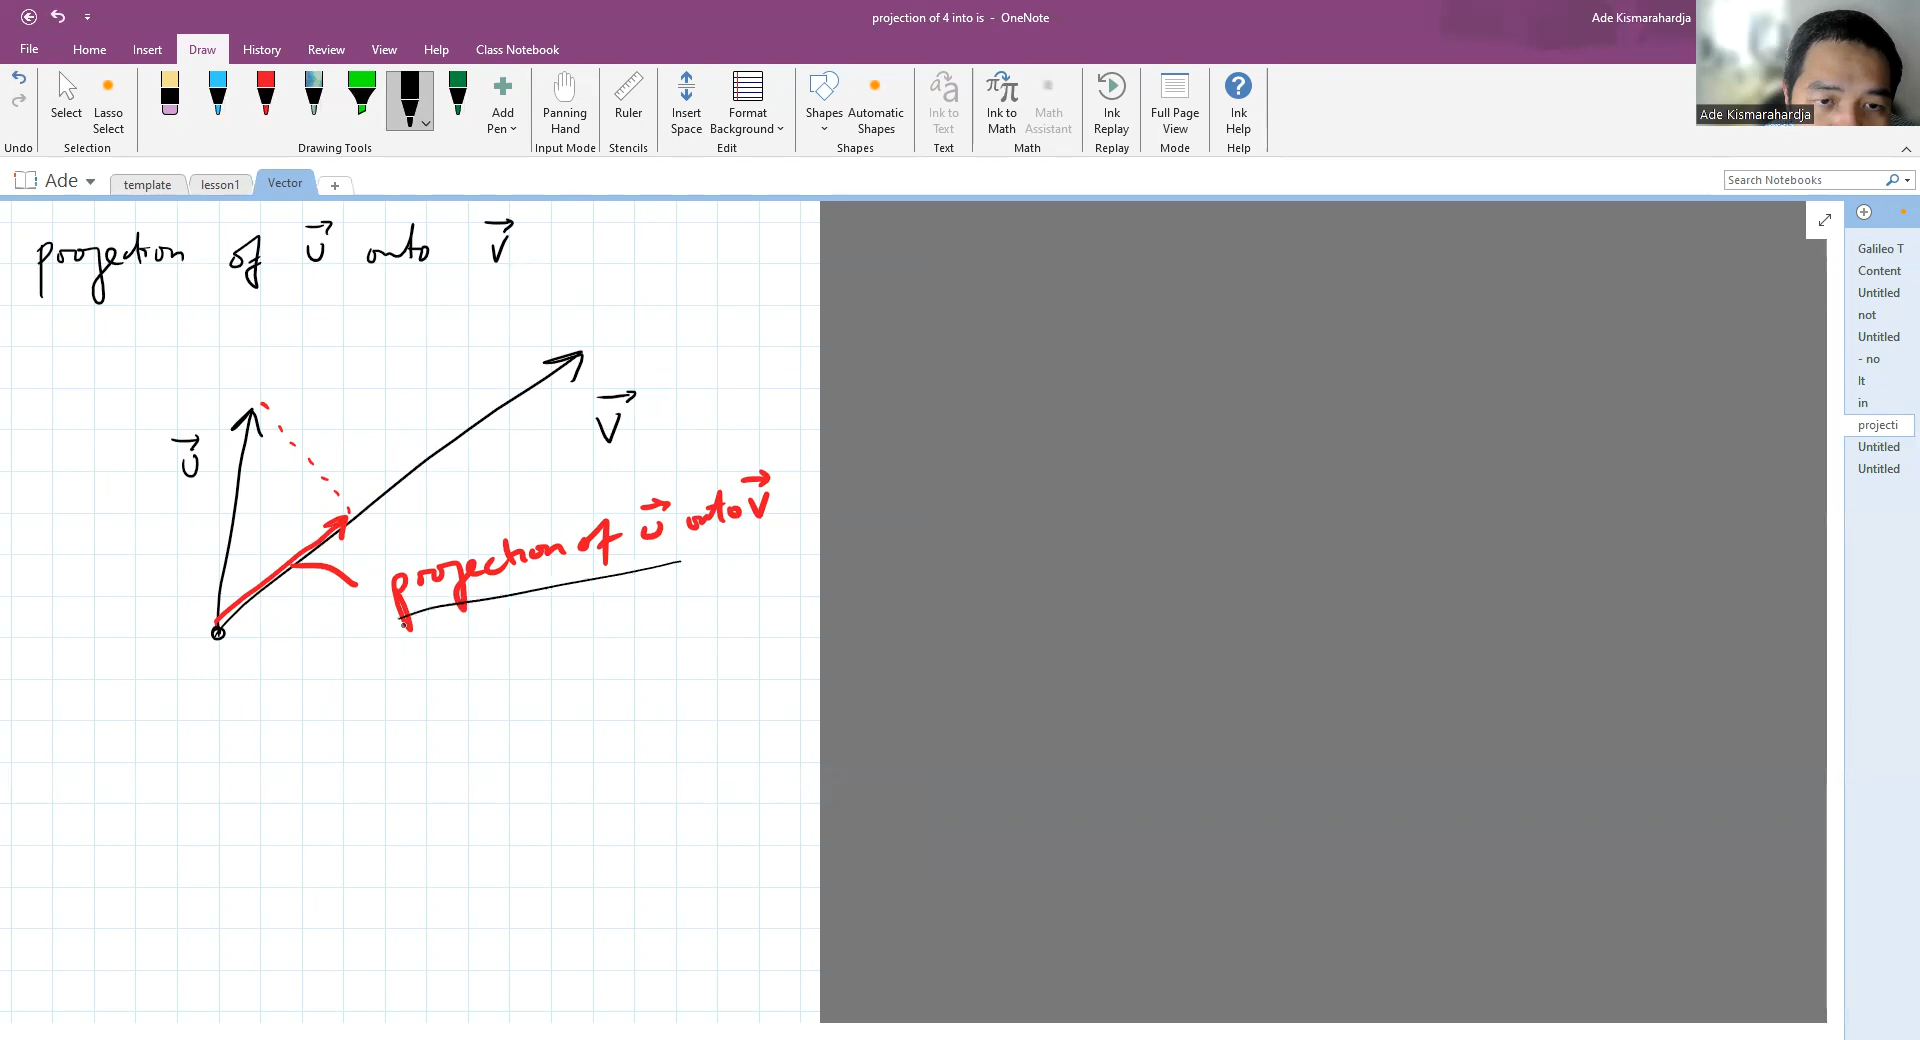 projection of 4 into is - OneNote
Ade Kismarahardja
File Home Insert Draw History Review View Help Class Notebook
Undo
Select
Lasso Select
Selection
Add Pen
Drawing Tools
Panning Hand
Input Mode
Ruler
Stencils
Insert Space
Format Background
Edit
Shapes
Automatic Shapes
Shapes
Ink to Text
Text
Ink to Math
Math Assistant
Math
Ink Replay
Replay
Full Page View
Mode
Ink Help
Help
Ade Kismarahardja
Ade
template
lesson1
Vector
Search Notebooks
projection of u onto v
u
v
projection of u onto v
Galileo T
Content
Untitled
not
Untitled
- no
It
in
projecti
Untitled
Untitled